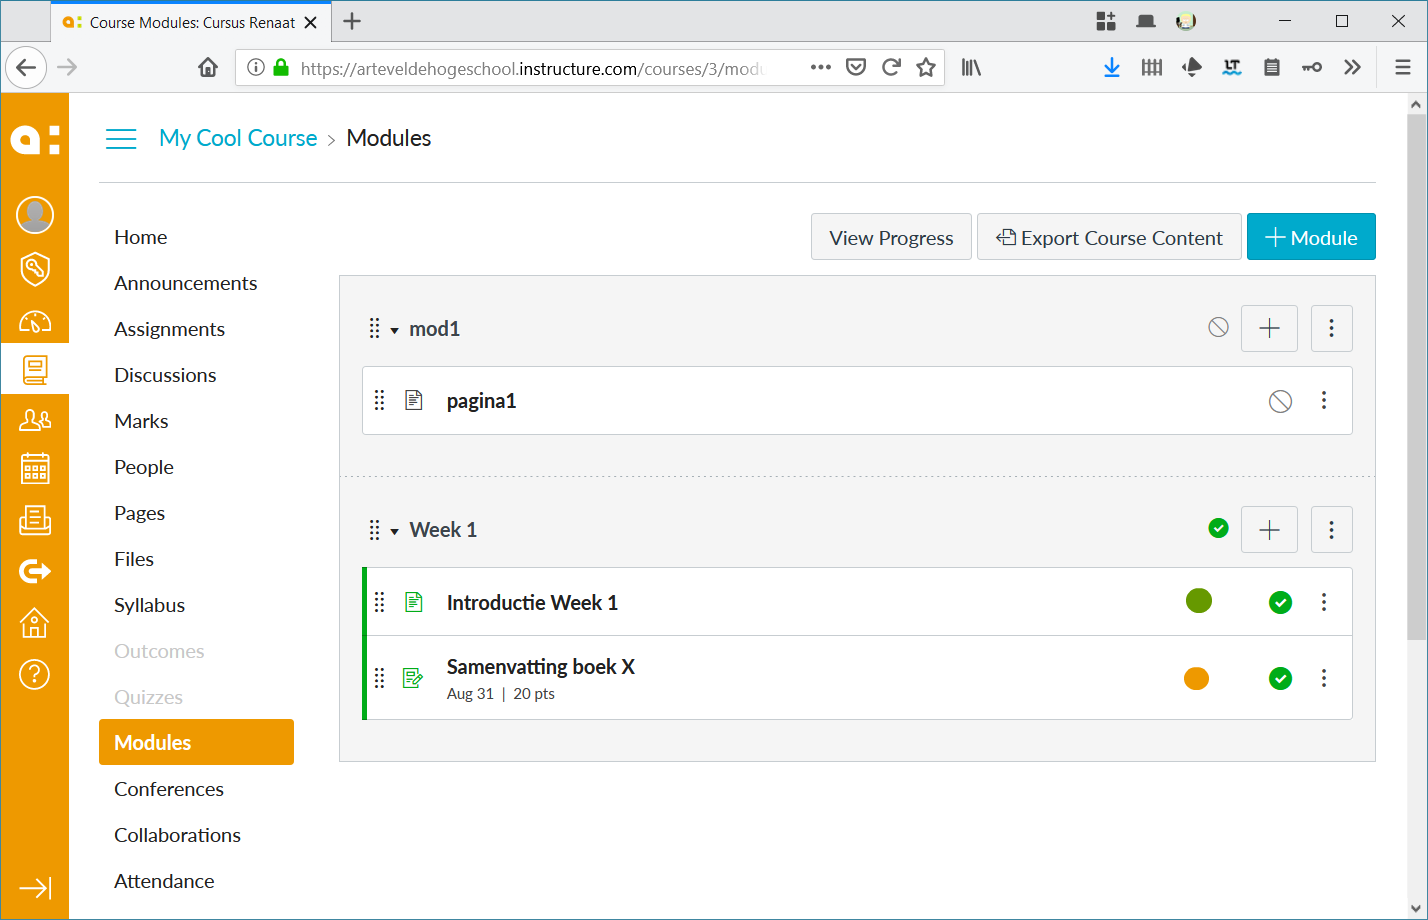 a: Course Modules: Cursus Renaat
https://arteveldehogeschool.instructure.com/courses/3/modu
LT
a:
My Cool Course > Modules
Home
Announcements
Assignments
Discussions
Marks
People
Pages
Files
Syllabus
Outcomes
Quizzes
Modules
Conferences
Collaborations
Attendance
View Progress
Export Course Content
+ Module
mod1
pagina1
Week 1
Introductie Week 1
Samenvatting boek X
Aug 31 | 20 pts